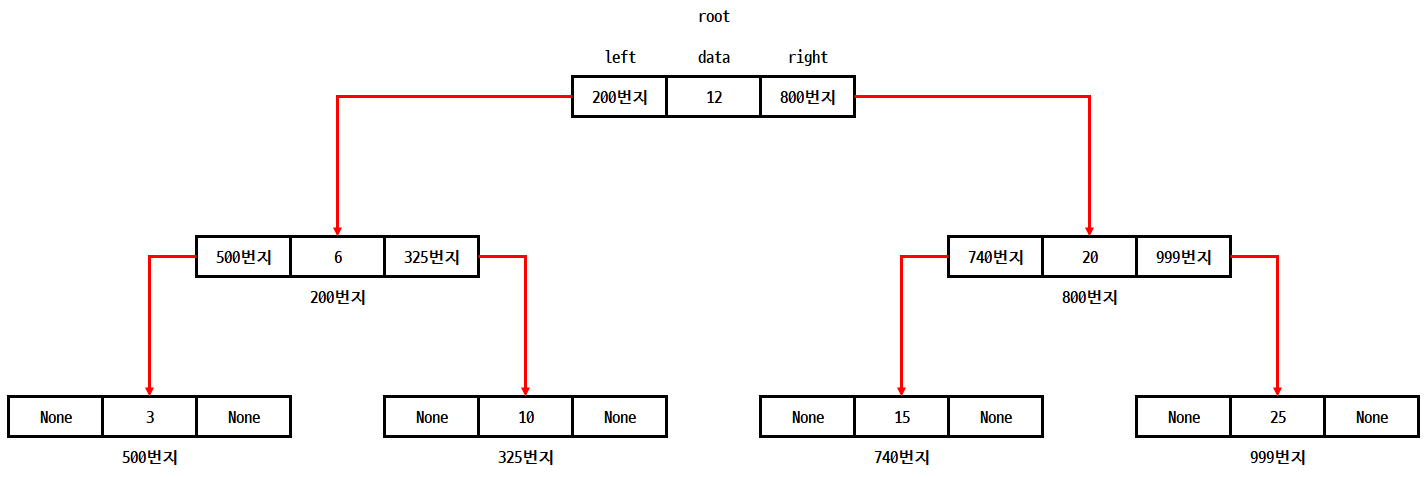 root
left data right
200번지 12 800번지
500번지 6 325번지 740번지 20 999번지
200번지 800번지
None 3 None None 10 None None 15 None None 25 None
500번지 325번지 740번지 999번지